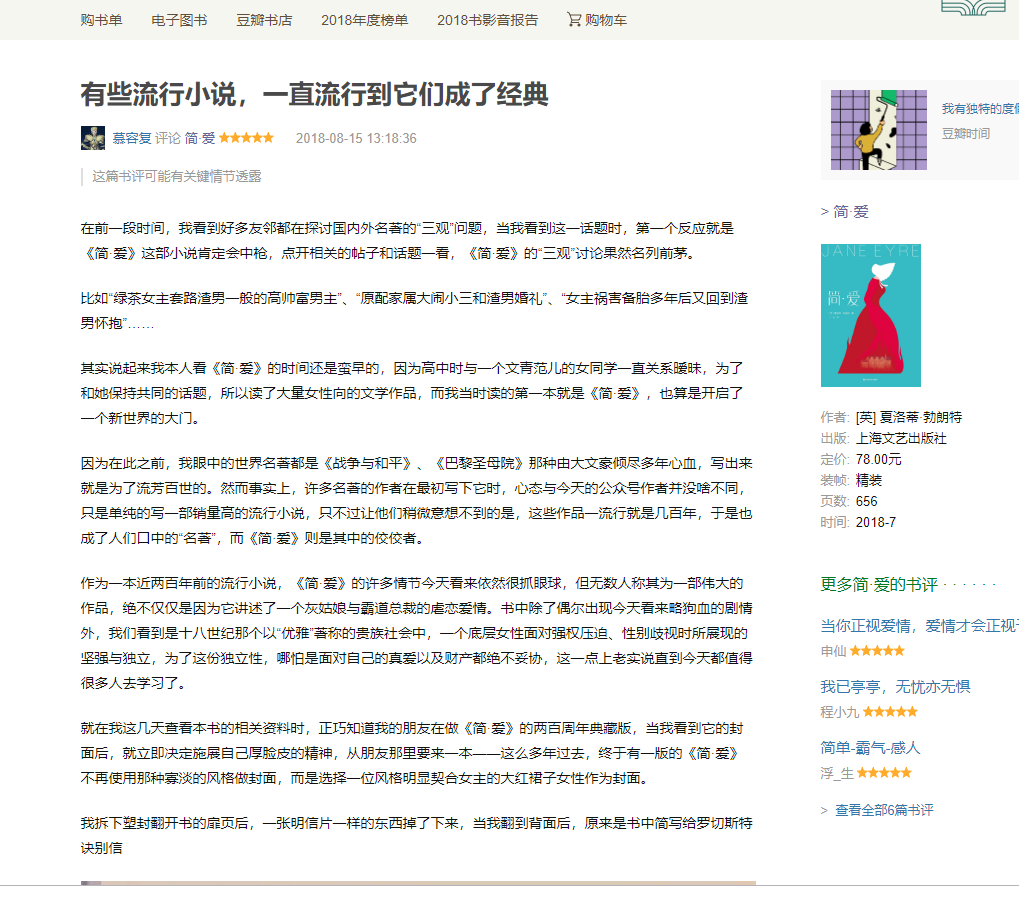 购书单 电子图书 豆瓣书店 2018年度榜单 2018书影音报告 购物车
有些流行小说，一直流行到它们成了经典
慕容复 评论 简·爱 2018-08-15 13:18:36
这篇书评可能有关键情节透露
在前一段时间，我看到好多友邻都在探讨国内外名著的“三观”问题，当我看到这一话题时，第一个反应就是
《简·爱》这部小说肯定会中枪，点开相关的帖子和话题一看，《简·爱》的“三观”讨论果然名列前茅。
比如“绿茶女主套路渣男一般的高帅富男主”、“原配家属大闹小三和渣男婚礼”、“女主祸害备胎多年后又回到渣
男怀抱”……
其实说起来我本人看《简·爱》的时间还是蛮早的，因为高中时与一个文青范儿的女同学一直关系暧昧，为了
和她保持共同的话题，所以读了大量女性向的文学作品，而我当时读的第一本就是《简·爱》，也算是开启了
一个新世界的大门。
因为在此之前，我眼中的世界名著都是《战争与和平》、《巴黎圣母院》那种由大文豪倾尽多年心血，写出来
就是为了流芳百世的。然而事实上，许多名著的作者在最初写下它时，心态与今天的公众号作者并没啥不同，
只是单纯的写一部销量高的流行小说，只不过让他们稍微意想不到的是，这些作品一流行就是几百年，于是也
成了人们口中的“名著”，而《简·爱》则是其中的佼佼者。
作为一本近两百年前的流行小说，《简·爱》的许多情节今天看来依然很抓眼球，但无数人称其为一部伟大的
作品，绝不仅仅是因为它讲述了一个灰姑娘与霸道总裁的虐恋爱情。书中除了偶尔出现今天看来略狗血的剧情
外，我们看到是十八世纪那个以“优雅”著称的贵族社会中，一个底层女性面对强权压迫、性别歧视时所展现的
坚强与独立，为了这份独立性，哪怕是面对自己的真爱以及财产都绝不妥协，这一点上老实说直到今天都值得
很多人去学习了。
就在我这几天查看本书的相关资料时，正巧知道我的朋友在做《简·爱》的两百周年典藏版，当我看到它的封
面后，就立即决定施展自己厚脸皮的精神，从朋友那里要来一本——这么多年过去，终于有一版的《简·爱》
不再使用那种寡淡的风格做封面，而是选择一位风格明显契合女主的大红裙子女性作为封面。
我拆下塑封翻开书的扉页后，一张明信片一样的东西掉了下来，当我翻到背面后，原来是书中简写给罗切斯特
诀别信
我有独特的度
豆瓣时间
> 简·爱
JANE EYRE
简·爱
作者: [英] 夏洛蒂·勃朗特
出版: 上海文艺出版社
定价: 78.00元
装帧: 精装
页数: 656
时间: 2018-7
更多简·爱的书评 · · · · · ·
当你正视爱情，爱情才会正视
申仙
我已亭亭，无忧亦无惧
程小九
简单-霸气-感人
浮_生
> 查看全部6篇书评